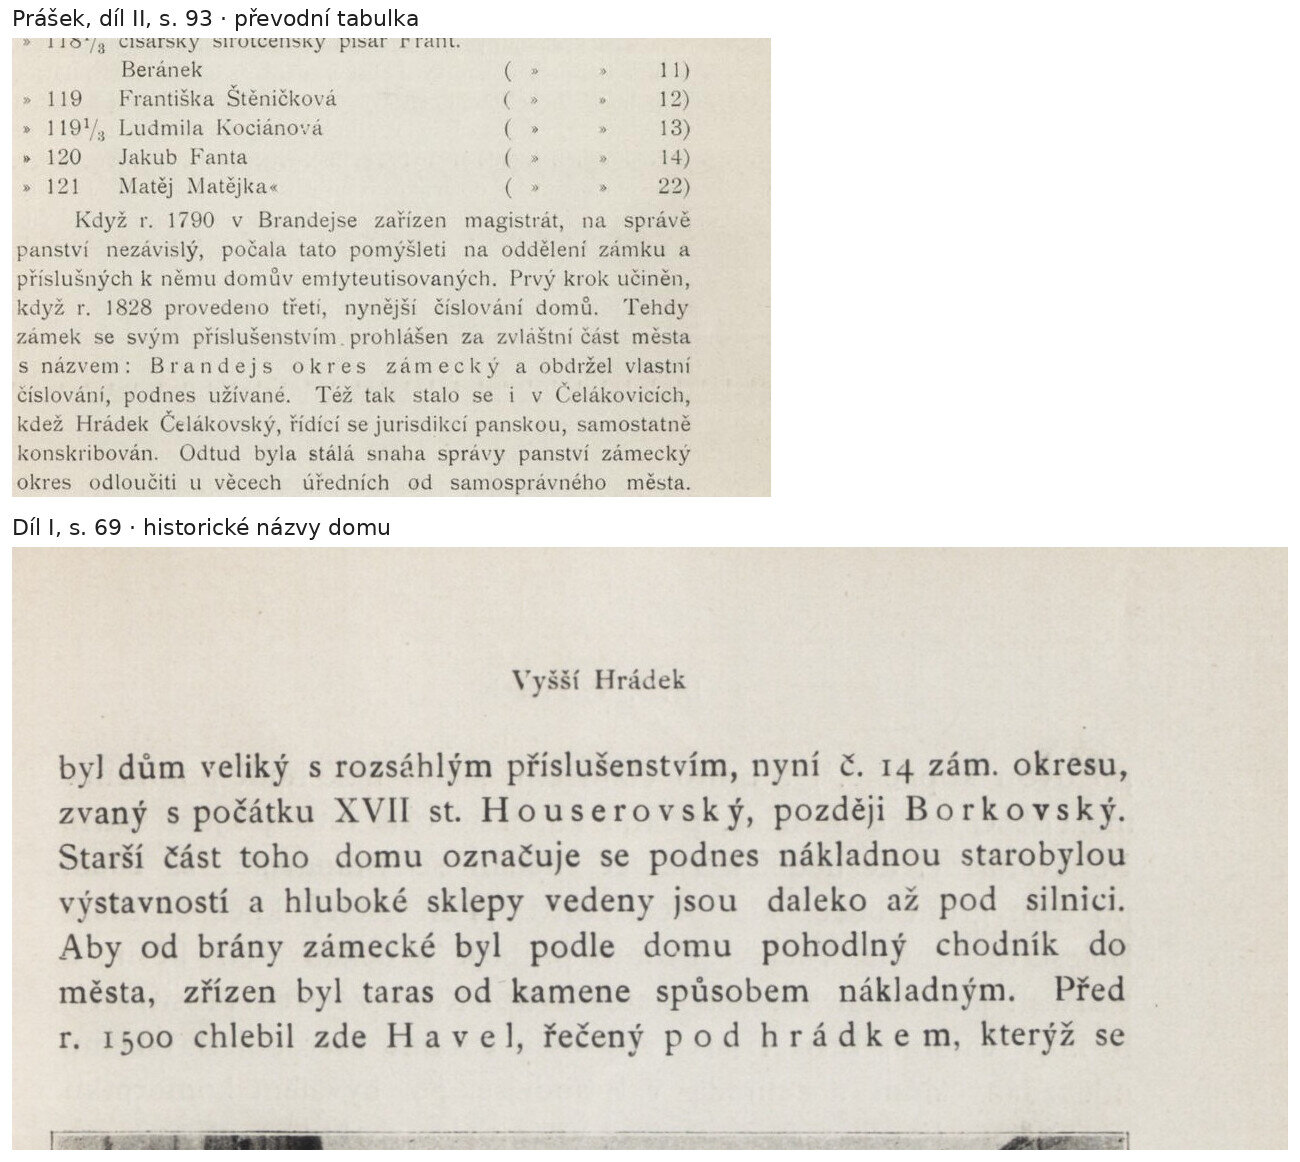 Prášek, díl II, s. 93 · převodní tabulka
» 118¹/₃ císařský sirotčenský písař Frant.
Beránek ( » » 11)
» 119 Františka Štěničková ( » » 12)
» 119¹/₃ Ludmila Kociánová ( » » 13)
» 120 Jakub Fanta ( » » 14)
» 121 Matěj Matějka« ( » » 22)
Když r. 1790 v Brandejse zařízen magistrát, na správě
panství nezávislý, počala tato pomýšleti na oddělení zámku a
příslušných k němu domův emfyteutisovaných. Prvý krok učiněn,
když r. 1828 provedeno třetí, nynější číslování domů. Tehdy
zámek se svým příslušenstvím prohlášen za zvláštní část města
s názvem: Brandejs okres zámecký a obdržel vlastní
číslování, podnes užívané. Též tak stalo se i v Čelákovicích,
kdež Hrádek Čelákovský, řídící se jurisdikcí panskou, samostatně
konskribován. Odtud byla stálá snaha správy panství zámecký
okres odloučiti u věcech úředních od samosprávného města.
Díl I, s. 69 · historické názvy domu
Vyšší Hrádek
byl dům veliký s rozsáhlým příslušenstvím, nyní č. 14 zám. okresu,
zvaný s počátku XVII st. Houserovský, později Borkovský.
Starší část toho domu označuje se podnes nákladnou starobylou
výstavností a hluboké sklepy vedeny jsou daleko až pod silnici.
Aby od brány zámecké byl podle domu pohodlný chodník do
města, zřízen byl taras od kamene spůsobem nákladným. Před
r. 1500 chlebil zde Havel, řečený pod hrádkem, kterýž se